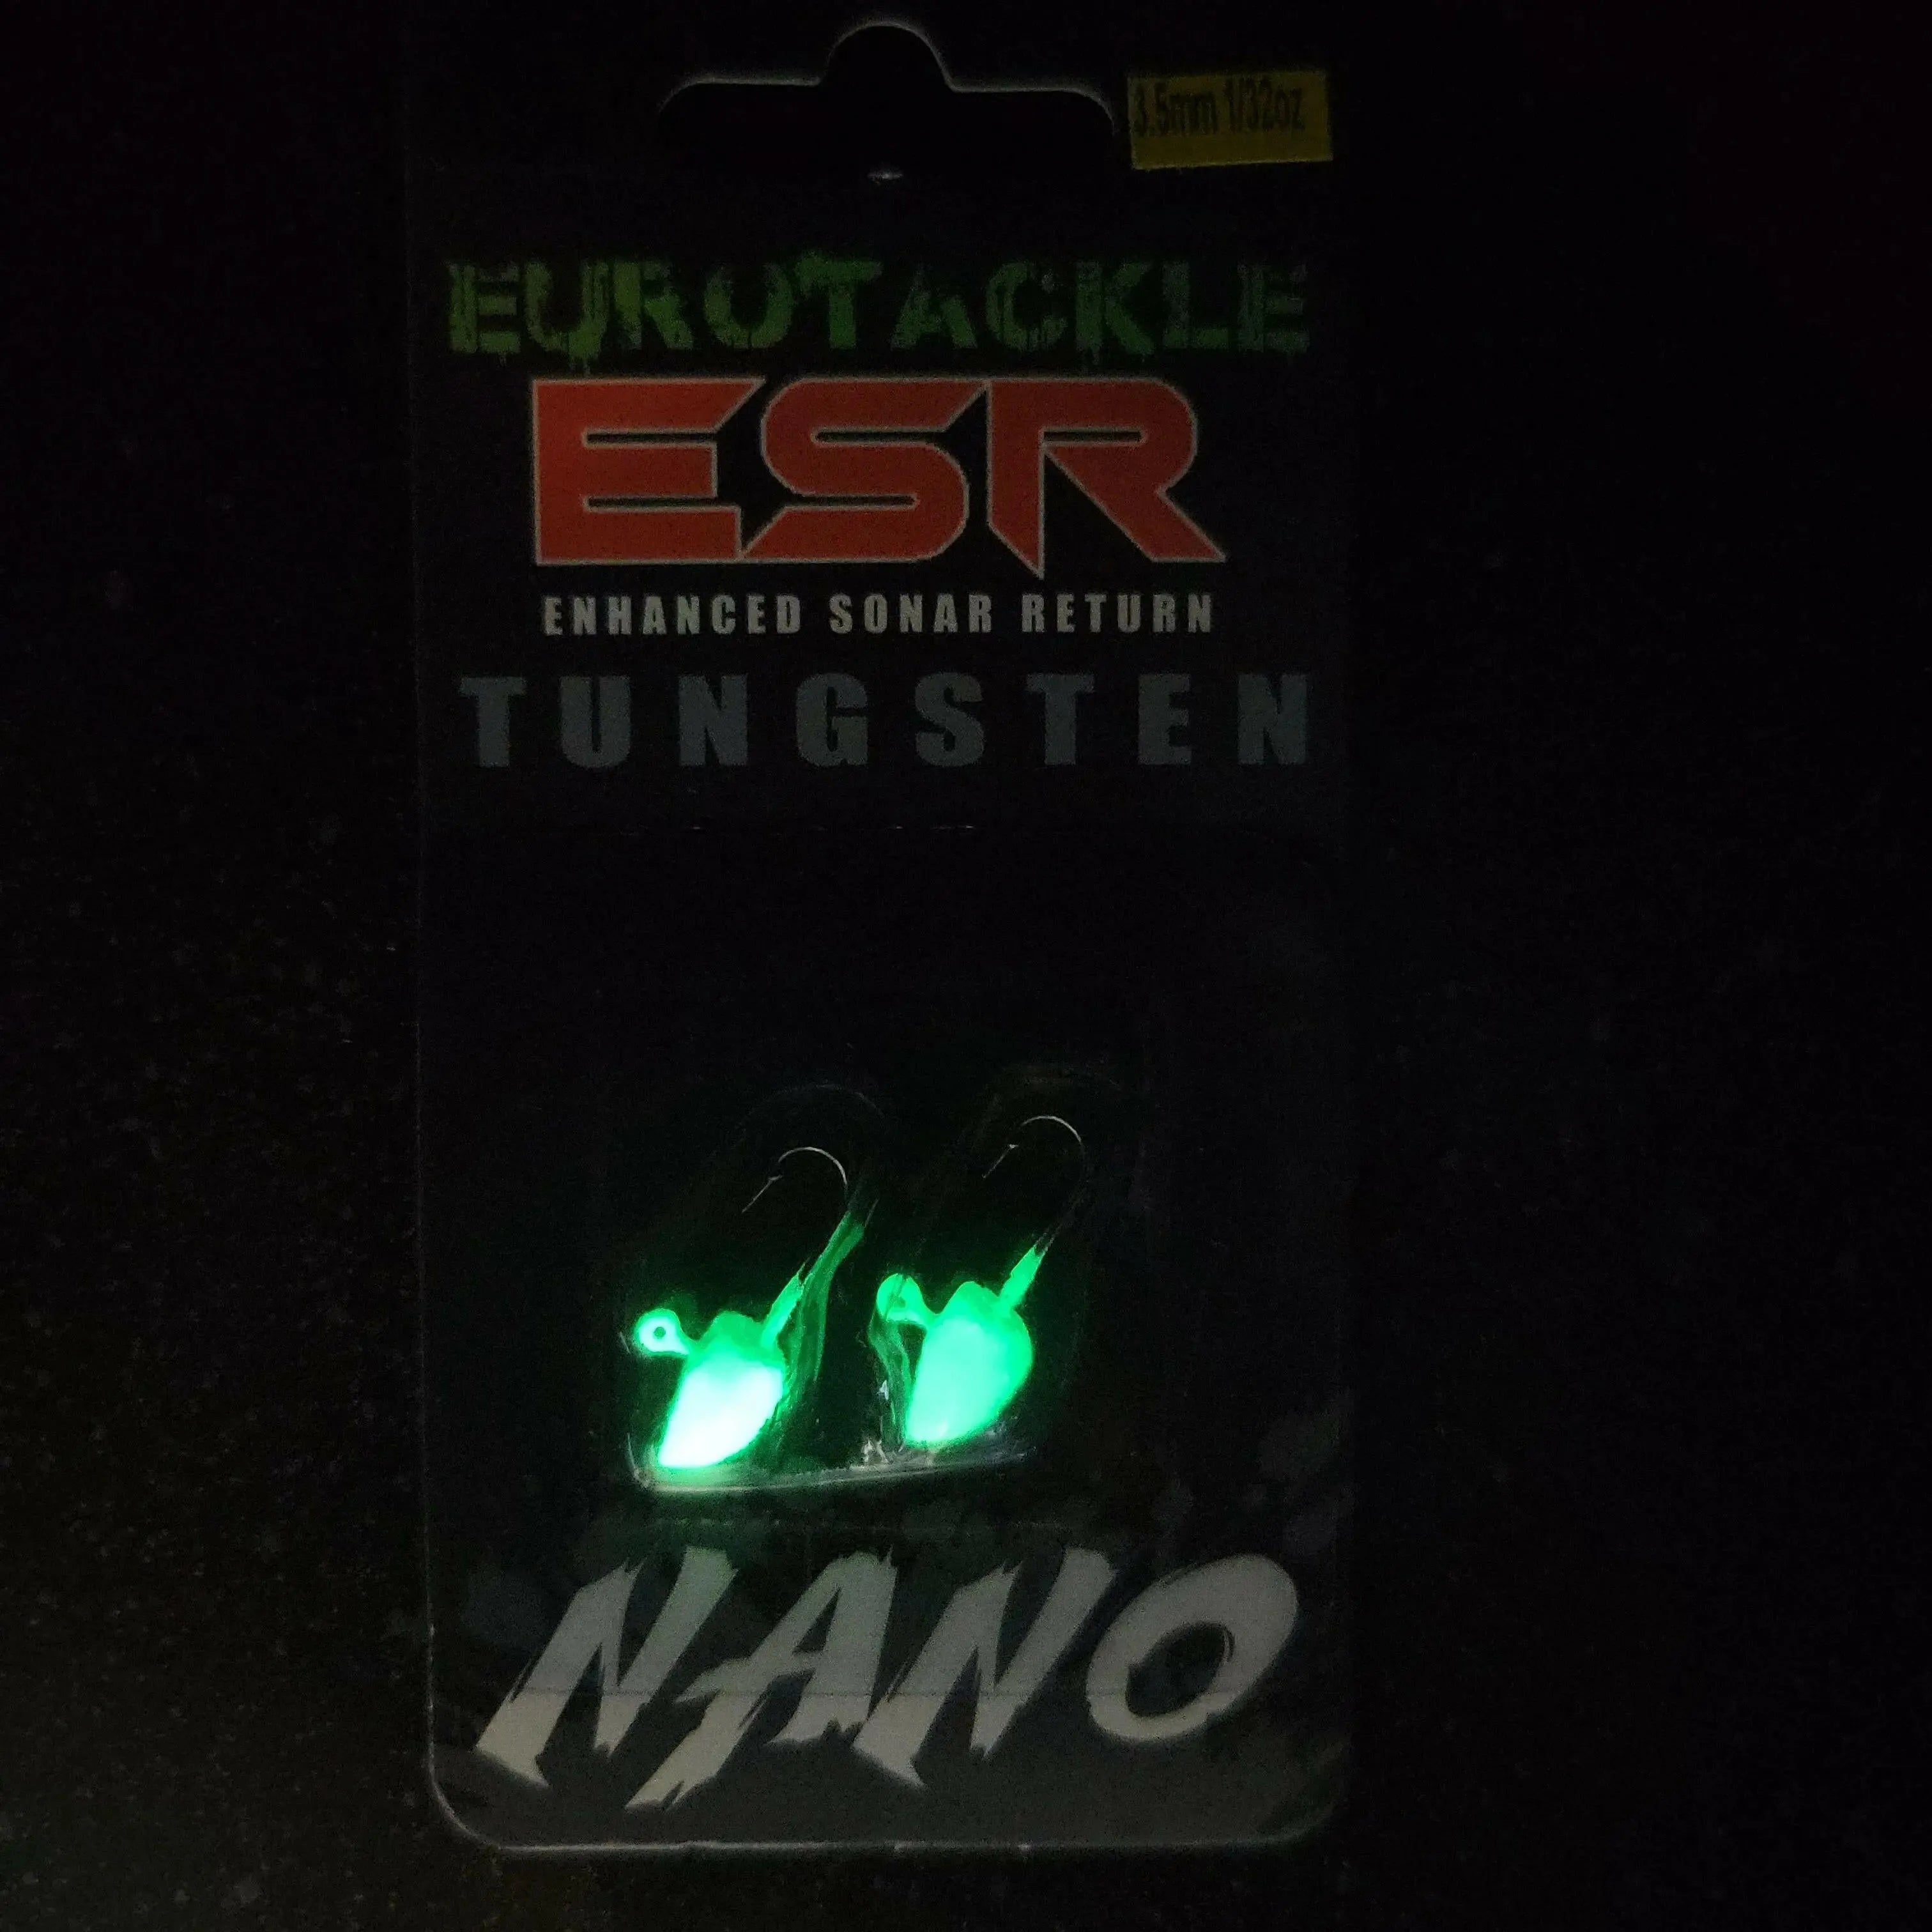 3.5mm 1/32oz
EUROTACKLE
ESR
ENHANCED SONAR RETURN
TUNGSTEN
NANO